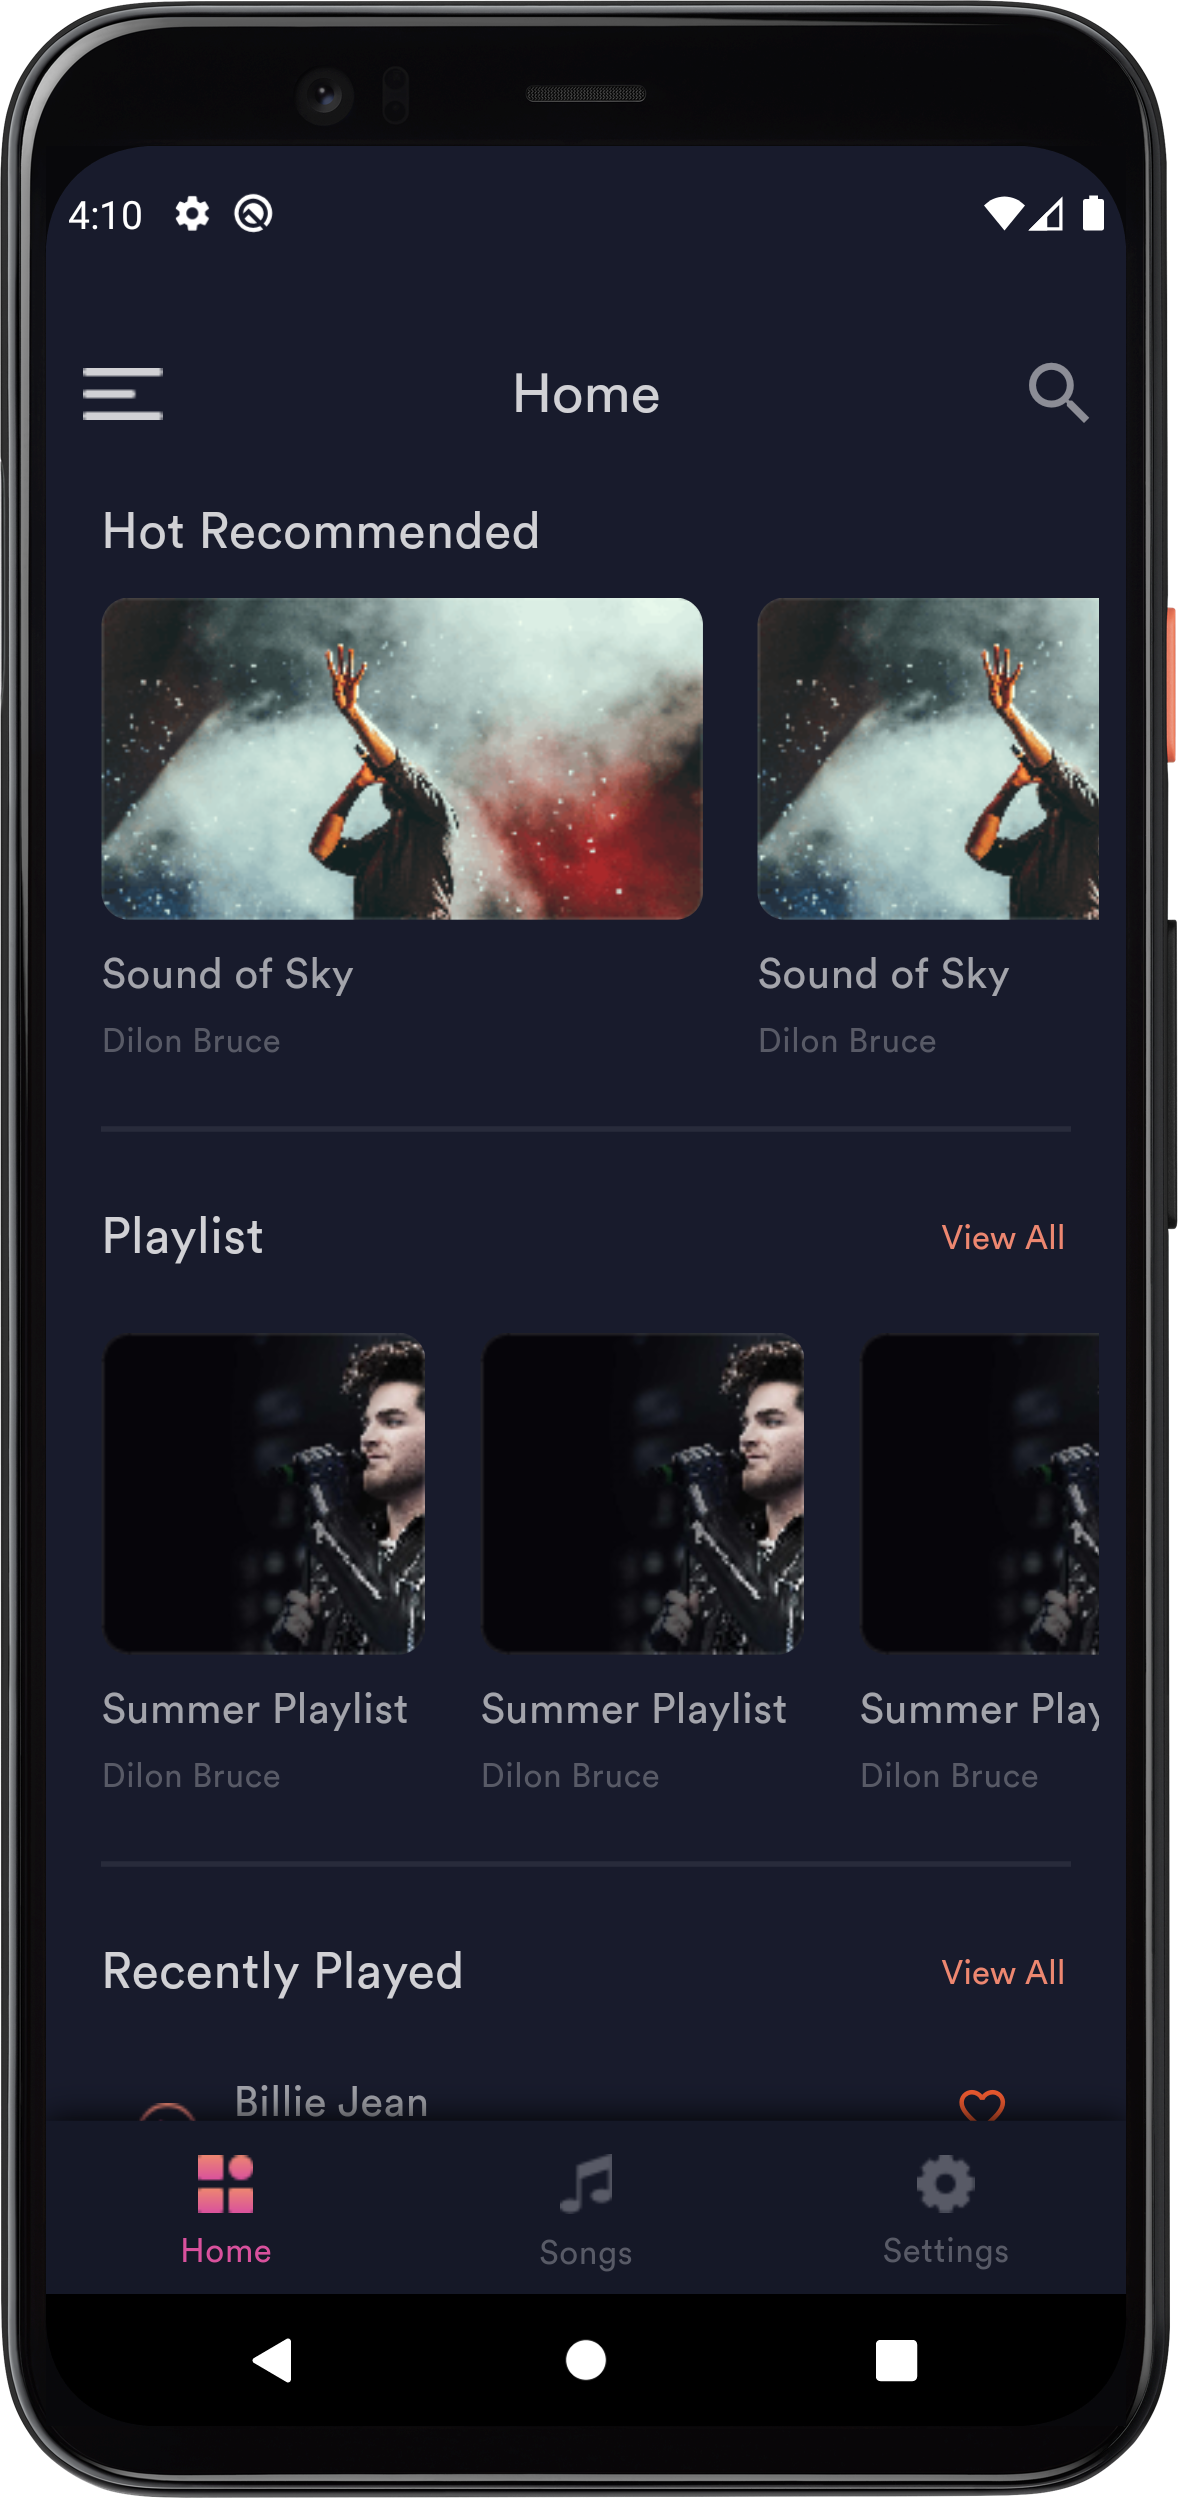 4:10
Home
Hot Recommended
Sound of Sky
Dilon Bruce
Sound of Sky
Dilon Bruce
Playlist
View All
Summer Playlist
Dilon Bruce
Summer Playlist
Dilon Bruce
Summer Play
Dilon Bruce
Recently Played
View All
Billie Jean
Home
Songs
Settings